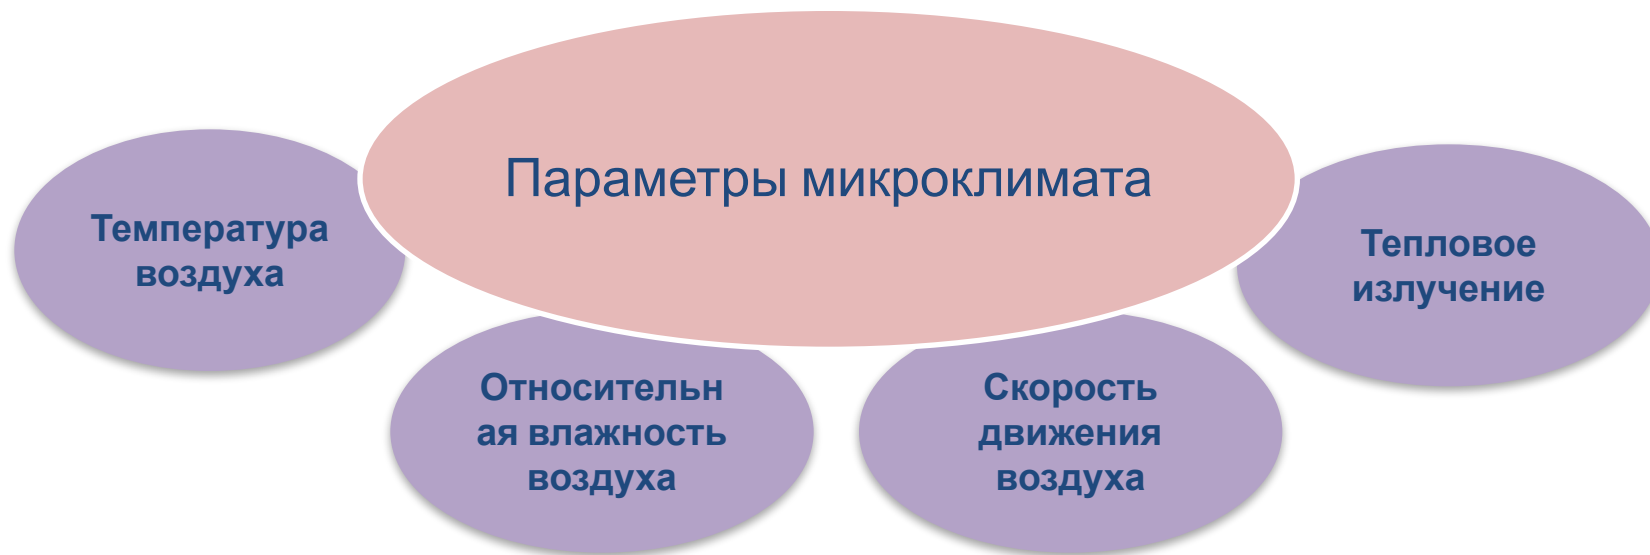 Параметры микроклимата
Температура
воздуха
Относительн
ая влажность
воздуха
Скорость
движения
воздуха
Тепловое
излучение